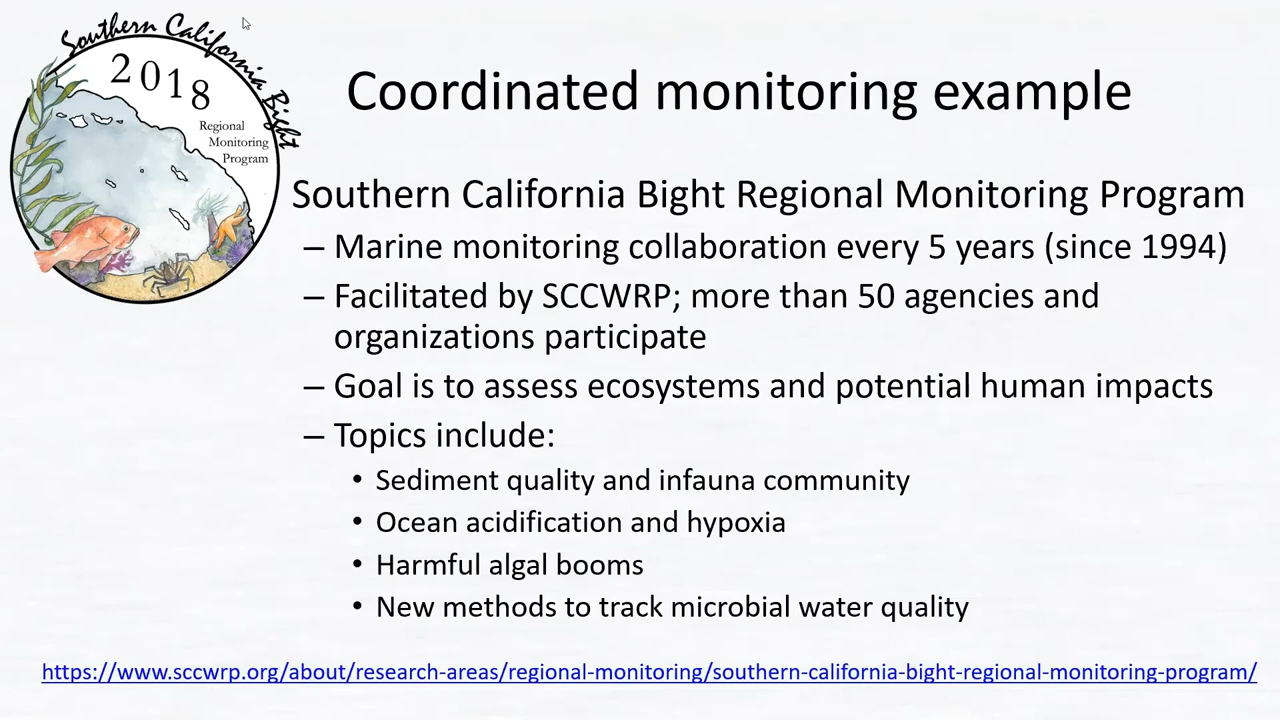 Southern California Bight
2018
Regional
Monitoring
Program
Coordinated monitoring example
Southern California Bight Regional Monitoring Program
– Marine monitoring collaboration every 5 years (since 1994)
– Facilitated by SCCWRP; more than 50 agencies and
organizations participate
– Goal is to assess ecosystems and potential human impacts
– Topics include:
• Sediment quality and infauna community
• Ocean acidification and hypoxia
• Harmful algal booms
• New methods to track microbial water quality
https://www.sccwrp.org/about/research-areas/regional-monitoring/southern-california-bight-regional-monitoring-program/